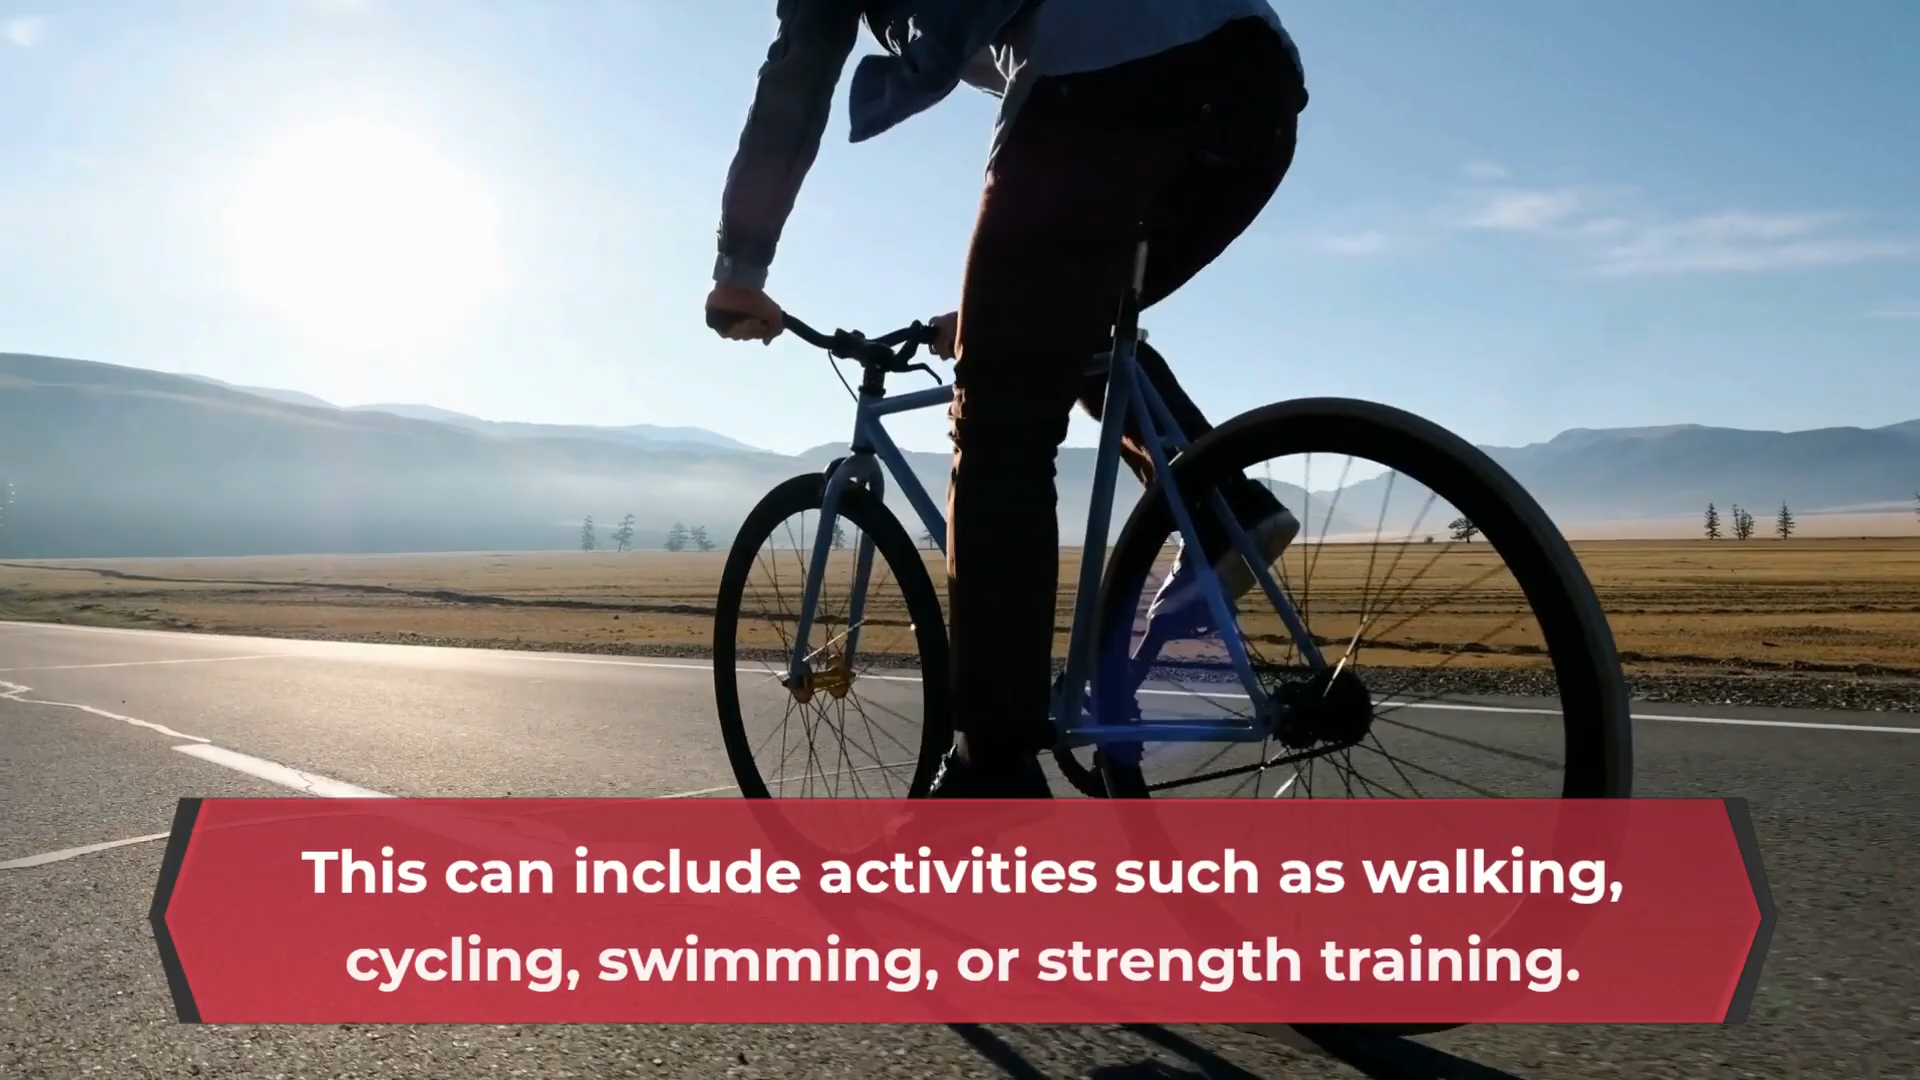 This can include activities such as walking,
cycling, swimming, or strength training.